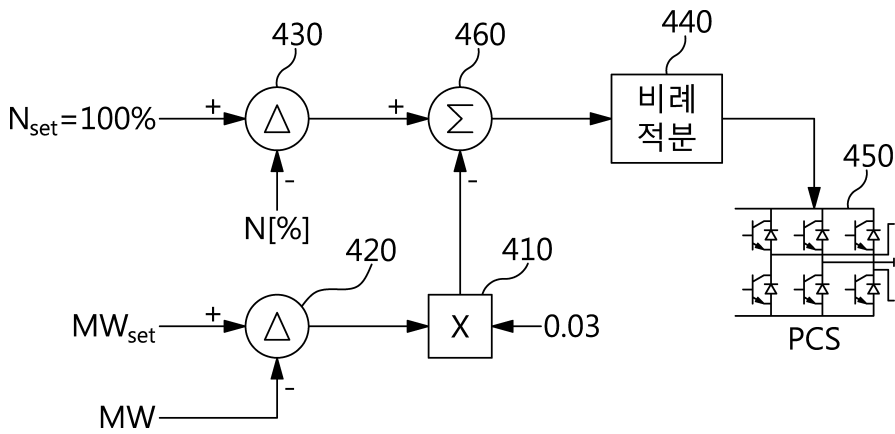 430
460
440
N_set=100%
+
Δ
+
Σ
비례
적분
450
-
N[%]
-
420
410
MW_set
+
Δ
X
0.03
PCS
-
MW